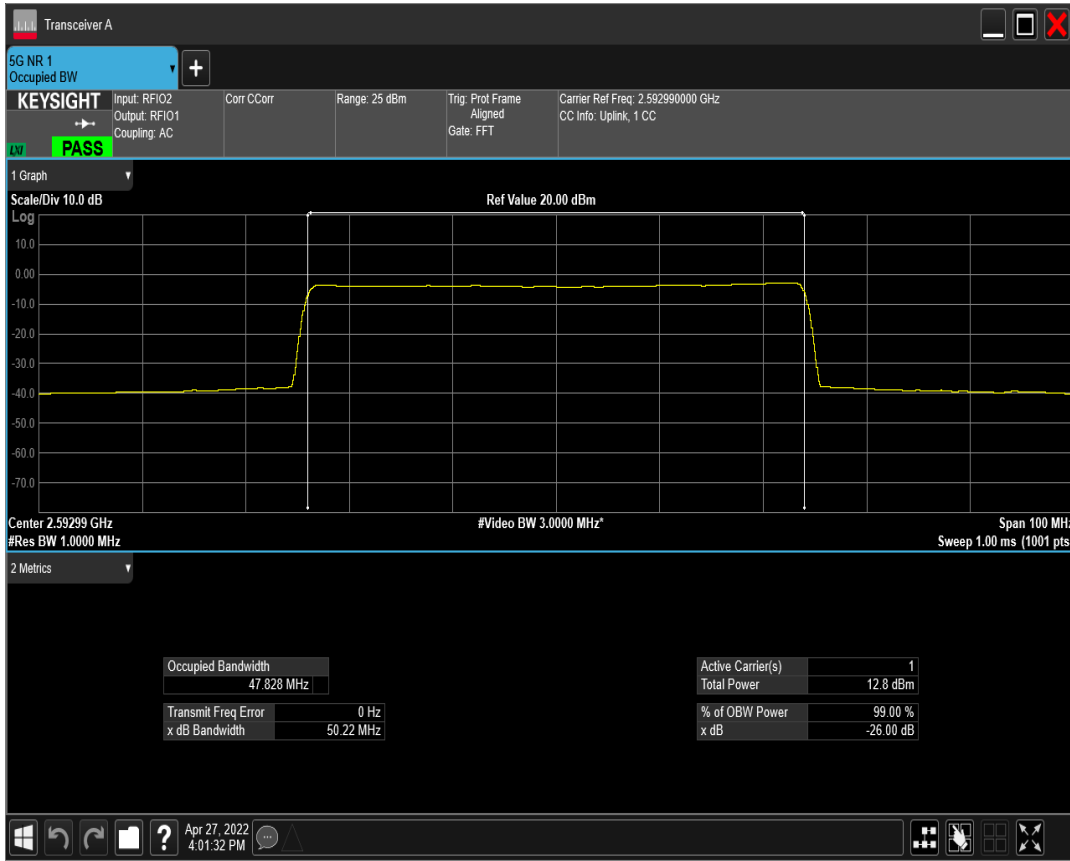 Transceiver A
5G NR 1
Occupied BW
+
KEYSIGHT
LXI
PASS
Input: RFIO2
Output: RFIO1
Coupling: AC
Corr CCorr
Range: 25 dBm
Trig: Prot Frame
Aligned
Gate: FFT
Carrier Ref Freq: 2.592990000 GHz
CC Info: Uplink, 1 CC
1 Graph
Scale/Div 10.0 dB
Ref Value 20.00 dBm
Log
10.0
0.00
-10.0
-20.0
-30.0
-40.0
-50.0
-60.0
-70.0
Center 2.59299 GHz
#Video BW 3.0000 MHz*
Span 100 MHz
#Res BW 1.0000 MHz
Sweep 1.00 ms (1001 pts
2 Metrics
Occupied Bandwidth
47.828 MHz
Transmit Freq Error 0 Hz
x dB Bandwidth 50.22 MHz
Active Carrier(s) 1
Total Power 12.8 dBm
% of OBW Power 99.00 %
x dB -26.00 dB
?
Apr 27, 2022
4:01:32 PM